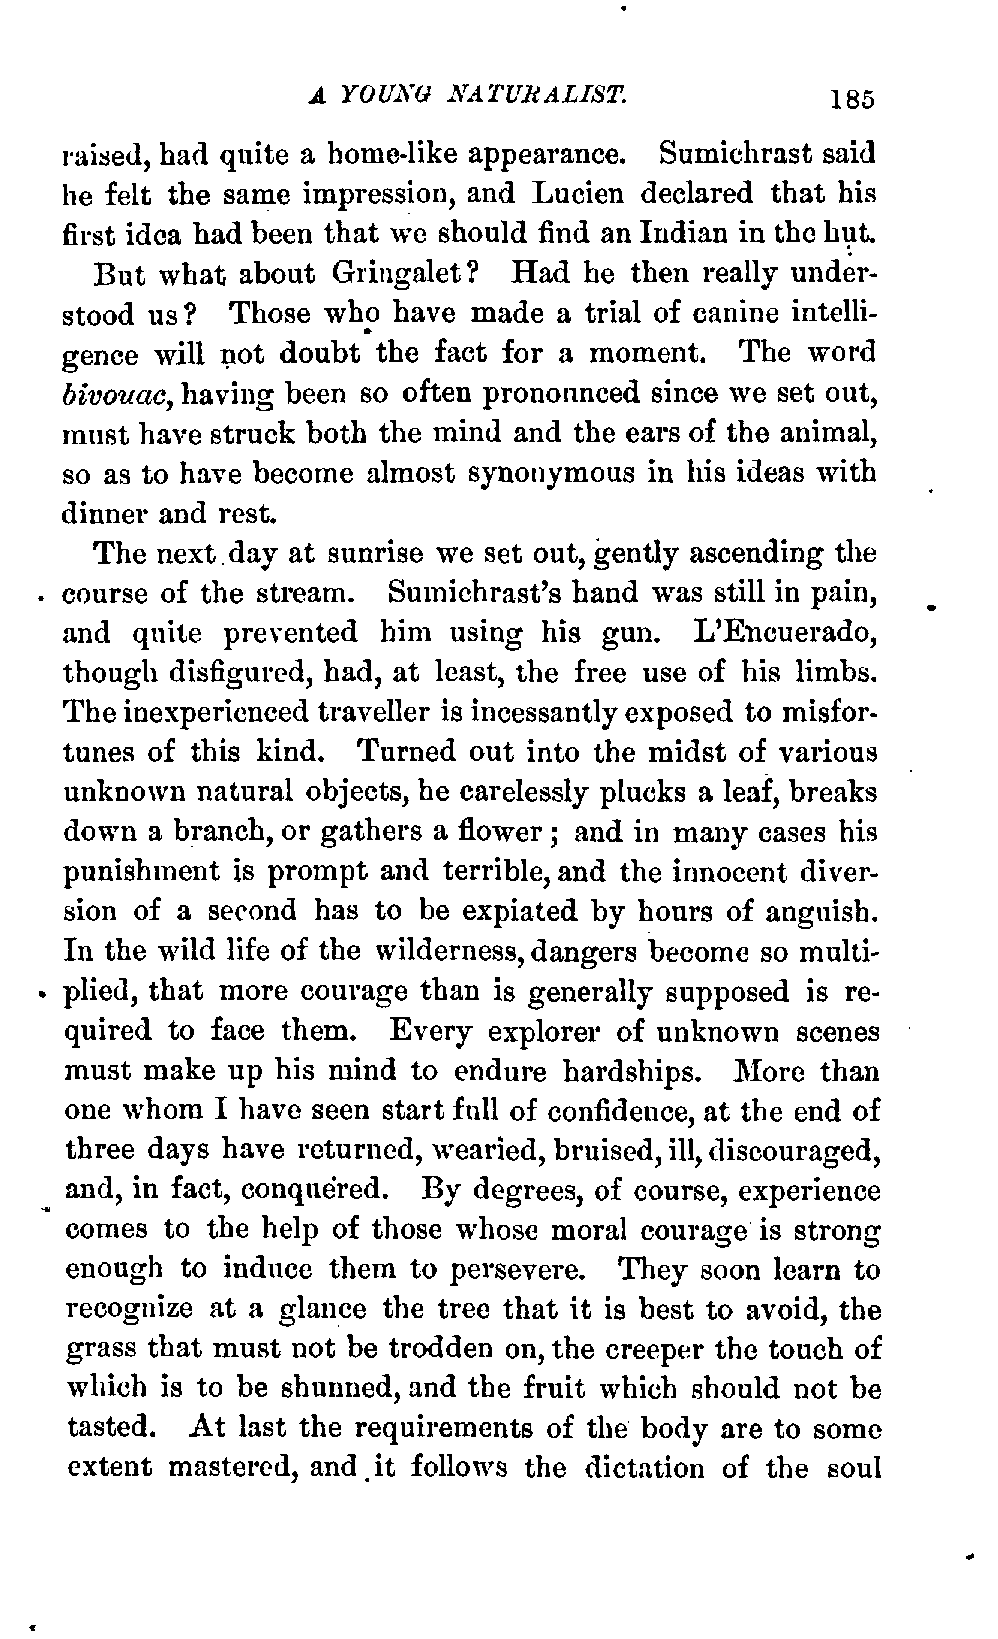 A YOUNG NATURALIST. 185
raised, had quite a home-like appearance. Sumichrast said
he felt the same impression, and Lucien declared that his
first idea had been that we should find an Indian in the hut.
But what about Gringalet? Had he then really under-
stood us? Those who have made a trial of canine intelli-
gence will not doubt the fact for a moment. The word
bivouac, having been so often pronounced since we set out,
must have struck both the mind and the ears of the animal,
so as to have become almost synonymous in his ideas with
dinner and rest.
The next day at sunrise we set out, gently ascending the
course of the stream. Sumichrast's hand was still in pain,
and quite prevented him using his gun. L'Encuerado,
though disfigured, had, at least, the free use of his limbs.
The inexperienced traveller is incessantly exposed to misfor-
tunes of this kind. Turned out into the midst of various
unknown natural objects, he carelessly plucks a leaf, breaks
down a branch, or gathers a flower; and in many cases his
punishment is prompt and terrible, and the innocent diver-
sion of a second has to be expiated by hours of anguish.
In the wild life of the wilderness, dangers become so multi-
plied, that more courage than is generally supposed is re-
quired to face them. Every explorer of unknown scenes
must make up his mind to endure hardships. More than
one whom I have seen start full of confidence, at the end of
three days have returned, wearied, bruised, ill, discouraged,
and, in fact, conquered. By degrees, of course, experience
comes to the help of those whose moral courage is strong
enough to induce them to persevere. They soon learn to
recognize at a glance the tree that it is best to avoid, the
grass that must not be trodden on, the creeper the touch of
which is to be shunned, and the fruit which should not be
tasted. At last the requirements of the body are to some
extent mastered, and it follows the dictation of the soul